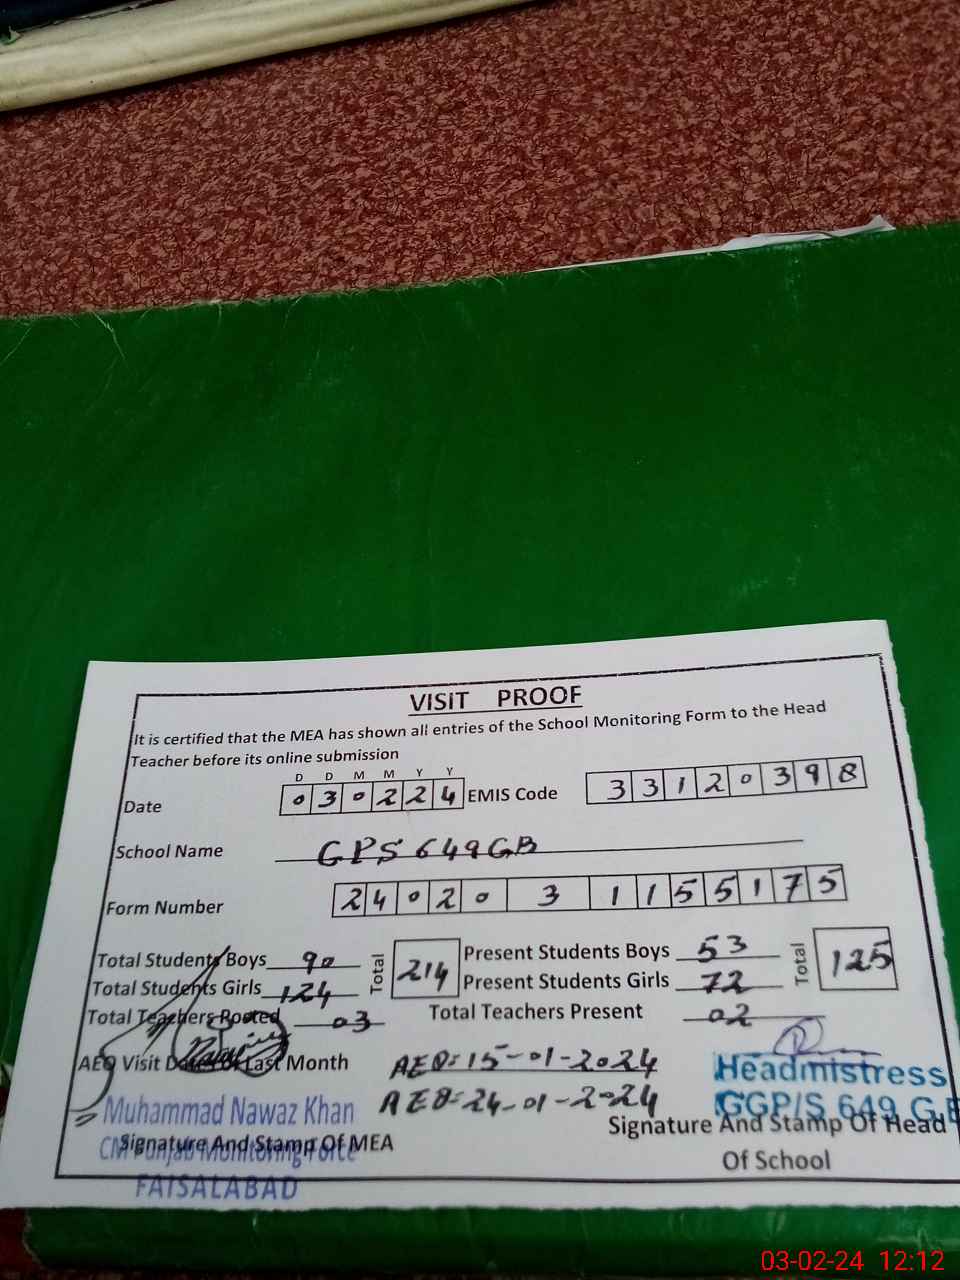 VISIT PROOF
It is certified that the MEA has shown all entries of the School Monitoring Form to the Head
Teacher before its online submission
D D M M Y Y
Date 0 3 0 2 2 4 EMIS Code 3 3 1 2 0 3 9 8
School Name GPS 649 GB
Form Number 2 4 0 2 0 3 1 1 5 5 1 7 5
Total Students Boys 90 Total 214 Present Students Boys 53 Total 125
Total Students Girls 124 Present Students Girls 72
Total Teachers Posted 03 Total Teachers Present 02
AEO Visit Dates Of Last Month AEO: 15-01-2024
AEO: 24-01-2024
Headmistress
GGP/S 649 G.B
Muhammad Nawaz Khan
CM Punjab Monitoring Force
FAISALABAD
Signature And Stamp Of MEA
Signature And Stamp Of Head
Of School
03-02-24 12:12